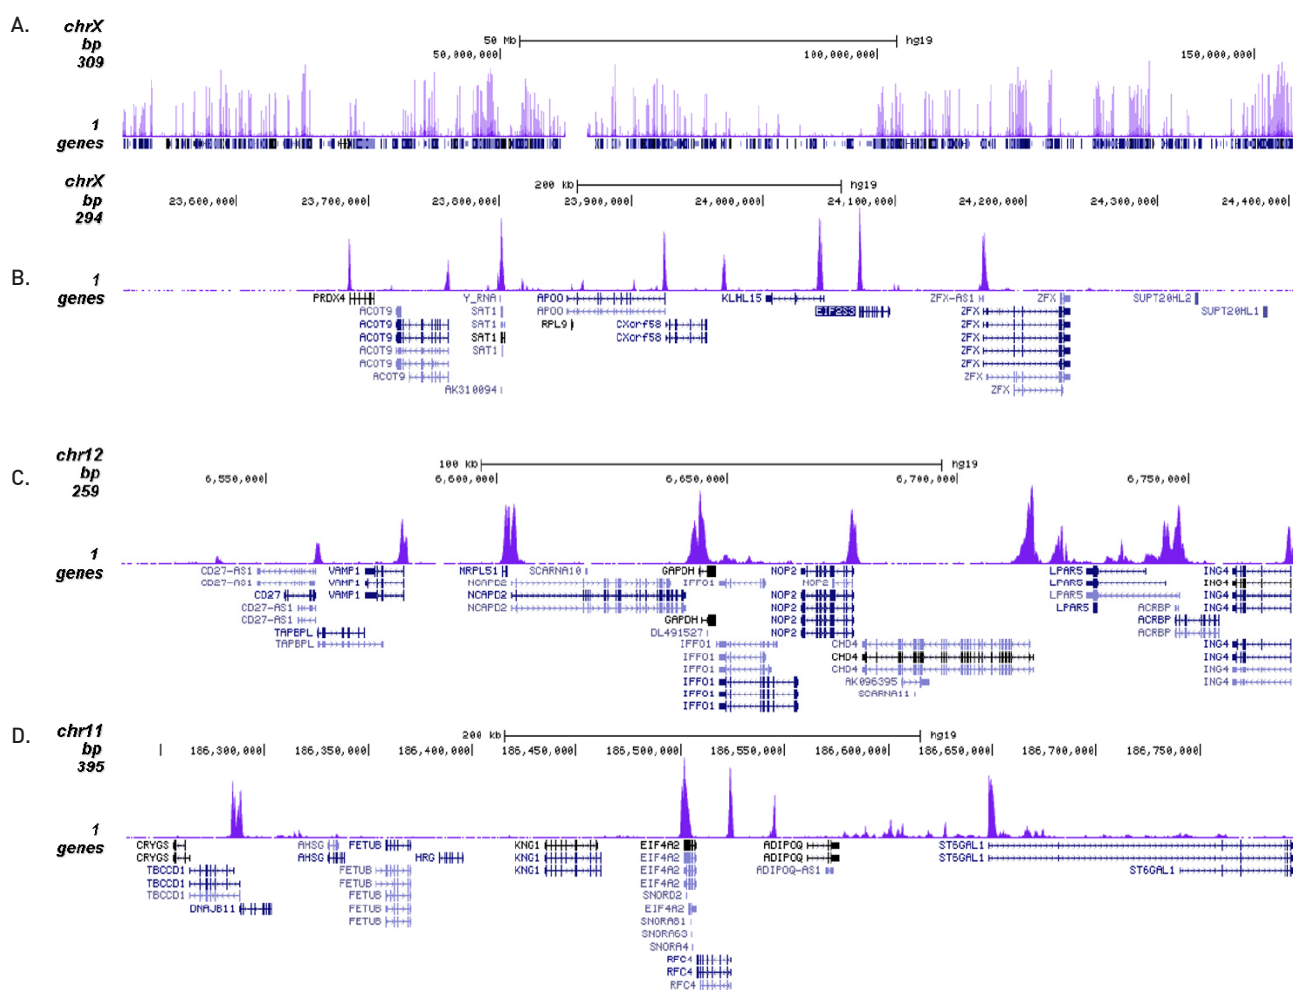 A. chrX
50 Mb hg19
bp 50,000,000 100,000,000 150,000,000
309
1
genes
chrX
200 kb hg19
bp 23,600,000 23,700,000 23,800,000 23,900,000 24,000,000 24,100,000 24,200,000 24,300,000 24,400,000
294
B. 1
genes PRDX4 Y_RNA APOO KLHL15 ZFX-AS1 ZFX SUPT20HL2
ACOT9 SAT1 APOO EIF2S3 ZFX SUPT20HL1
ACOT9 SAT1 RPL9 CXorf58 ZFX
ACOT9 SAT1 CXorf58 ZFX
ACOT9 SAT1 ZFX
ACOT9 ZFX
ACOT9 ZFX
AK310094 ZFX
chr12
100 kb hg19
C. bp 6,550,000 6,600,000 6,650,000 6,700,000 6,750,000
259
1
genes CD27-AS1 VAMP1 MRPL51 SCARNA10 GAPDH NOP2 LPAR5 ING4
CD27-AS1 VAMP1 NCAPD2 IFFO1 NOP2 LPAR5 ING4
CD27 VAMP1 NCAPD2 NOP2 LPAR5 ING4
CD27-AS1 NCAPD2 NOP2 LPAR5 ACRBP ING4
CD27-AS1 GAPDH NOP2 ACRBP
TAPBPL DL491527 NOP2 ACRBP
TAPBPL IFFO1 CHD4 ING4
IFFO1 CHD4 ING4
IFFO1 CHD4 ING4
IFFO1 AK096395
IFFO1 SCARNA11
IFFO1
D. chr11
200 kb hg19
bp 186,300,000 186,350,000 186,400,000 186,450,000 186,500,000 186,550,000 186,600,000 186,650,000 186,700,000 186,750,000
395
1
genes CRYGS AHSG FETUB KNG1 EIF4A2 ADIPOQ ST6GAL1
CRYGS AHSG HRG KNG1 EIF4A2 ADIPOQ ST6GAL1
TBCCD1 FETUB KNG1 EIF4A2 ADIPOQ-AS1 ST6GAL1
TBCCD1 FETUB EIF4A2
TBCCD1 FETUB SNORD2
DNAJB11 FETUB EIF4A2
FETUB SNORA81
SNORA63
SNORA4
RFC4
RFC4
RFC4